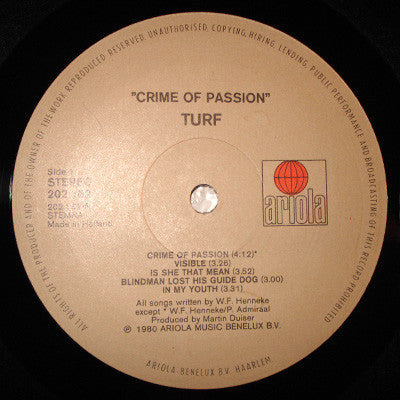 ALL RIGHTS OF THE PRODUCER AND OF THE OWNER OF THE WORK REPRODUCED RESERVED. UNAUTHORISED COPYING, HIRING, LENDING, PUBLIC PERFORMANCE AND BROADCASTING OF THIS RECORD PROHIBITED
"CRIME OF PASSION"
TURF
Side 1
STEREO
202
STEMRA
Made in Holland
ariola
CRIME OF PASSION (4:12)*
VISIBLE (3.26)
IS SHE THAT MEAN (3.52)
BLINDMAN LOST HIS GUIDE DOG (3.00)
IN MY YOUTH (3.31)
All songs written by W.F. Henneke
except * W.F. Henneke/P. Admiraal
Produced by Martin Duiser
℗ 1980 ARIOLA MUSIC BENELUX B.V.
ARIOLA-BENELUX B.V. HAARLEM